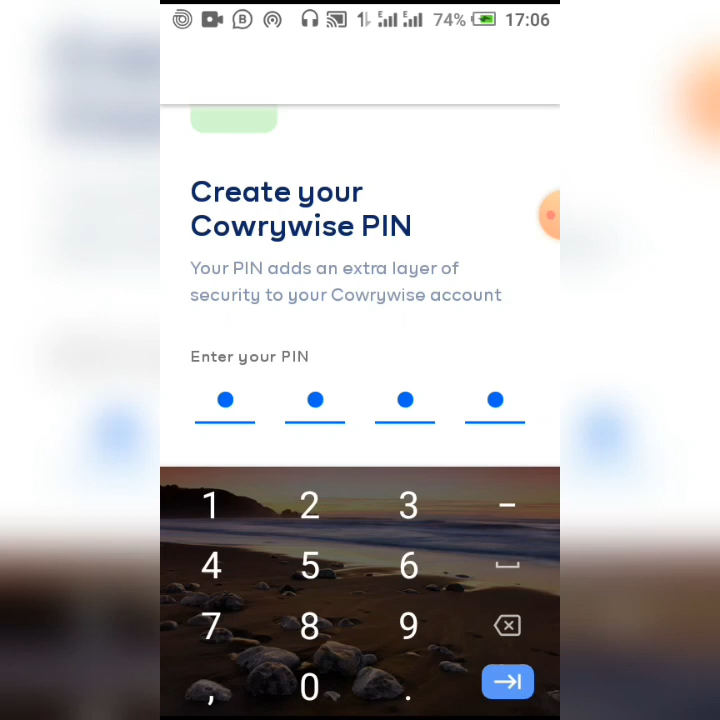 74% 17:06
Create your
Cowrywise PIN
Your PIN adds an extra layer of
security to your Cowrywise account
Enter your PIN
1 2 3 -
4 5 6
7 8 9
, 0 .